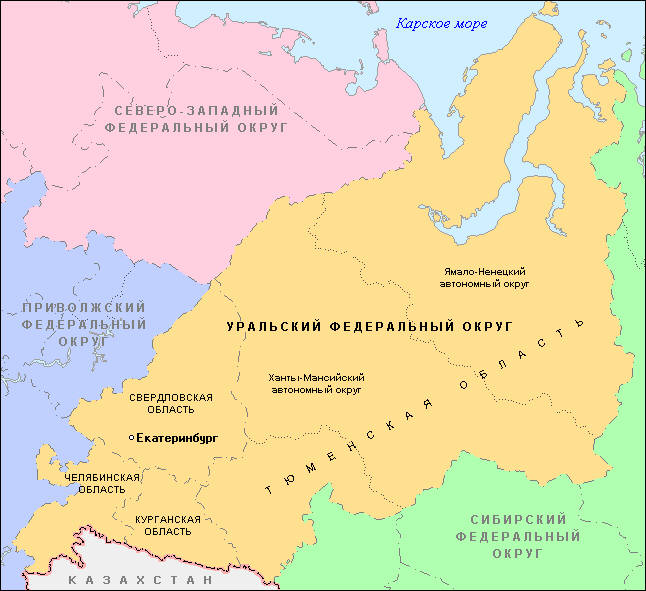 Карское море
СЕВЕРО-ЗАПАДНЫЙ
ФЕДЕРАЛЬНЫЙ ОКРУГ
Ямало-Ненецкий
автономный округ
ПРИВОЛЖСКИЙ
ФЕДЕРАЛЬНЫЙ
ОКРУГ
УРАЛЬСКИЙ ФЕДЕРАЛЬНЫЙ ОКРУГ
Ханты-Мансийский
автономный округ
СВЕРДЛОВСКАЯ
ОБЛАСТЬ
Екатеринбург
ТЮМЕНСКАЯ ОБЛАСТЬ
ЧЕЛЯБИНСКАЯ
ОБЛАСТЬ
КУРГАНСКАЯ
ОБЛАСТЬ
СИБИРСКИЙ
ФЕДЕРАЛЬНЫЙ
ОКРУГ
КАЗАХСТАН